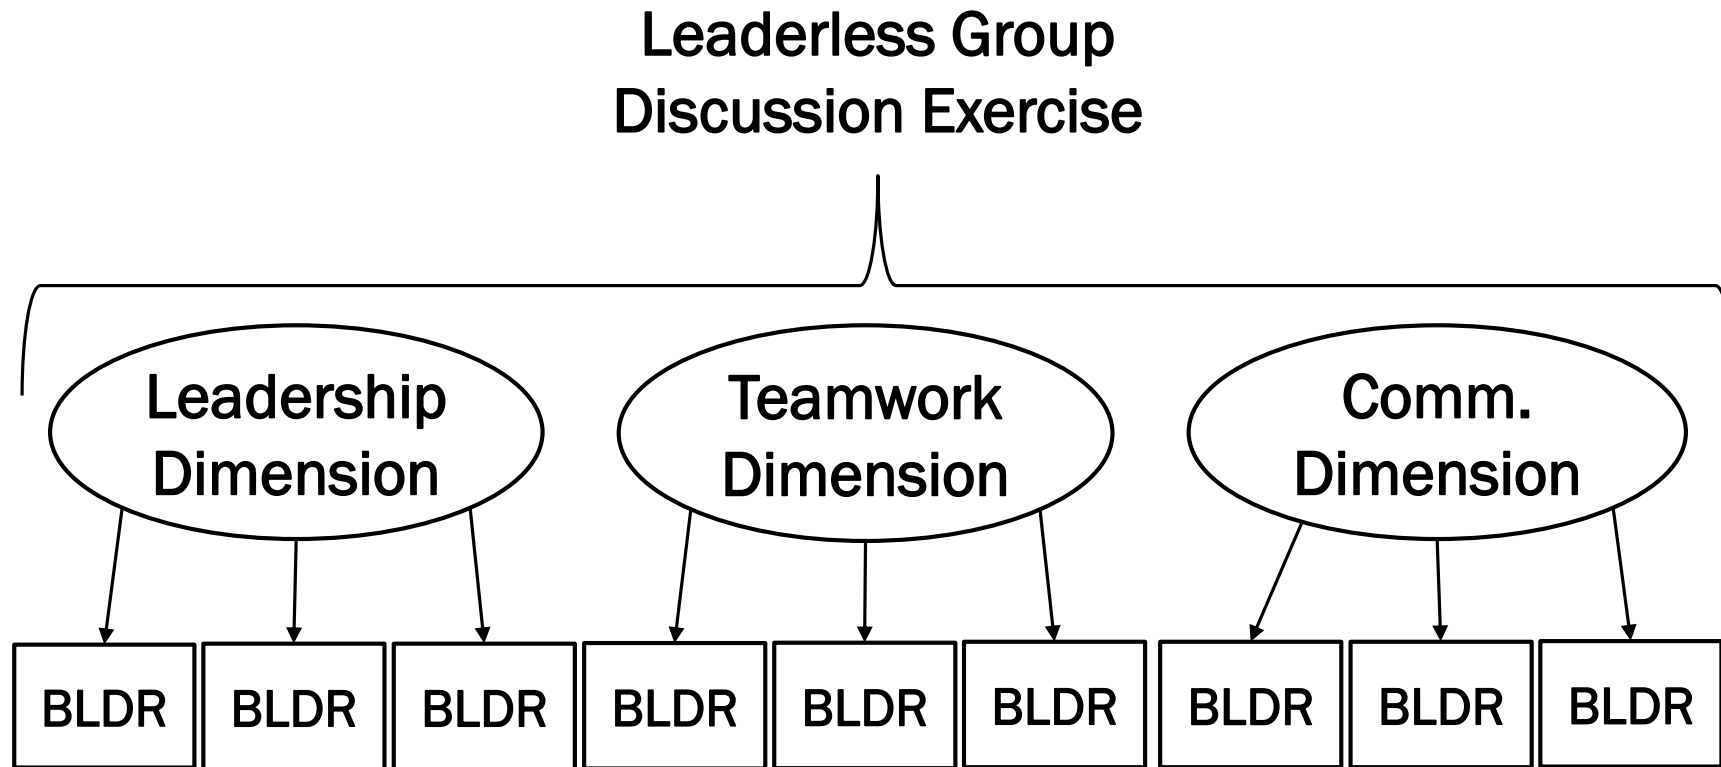 Leaderless Group
Discussion Exercise
Leadership
Dimension
Teamwork
Dimension
Comm.
Dimension
BLDR
BLDR
BLDR
BLDR
BLDR
BLDR
BLDR
BLDR
BLDR